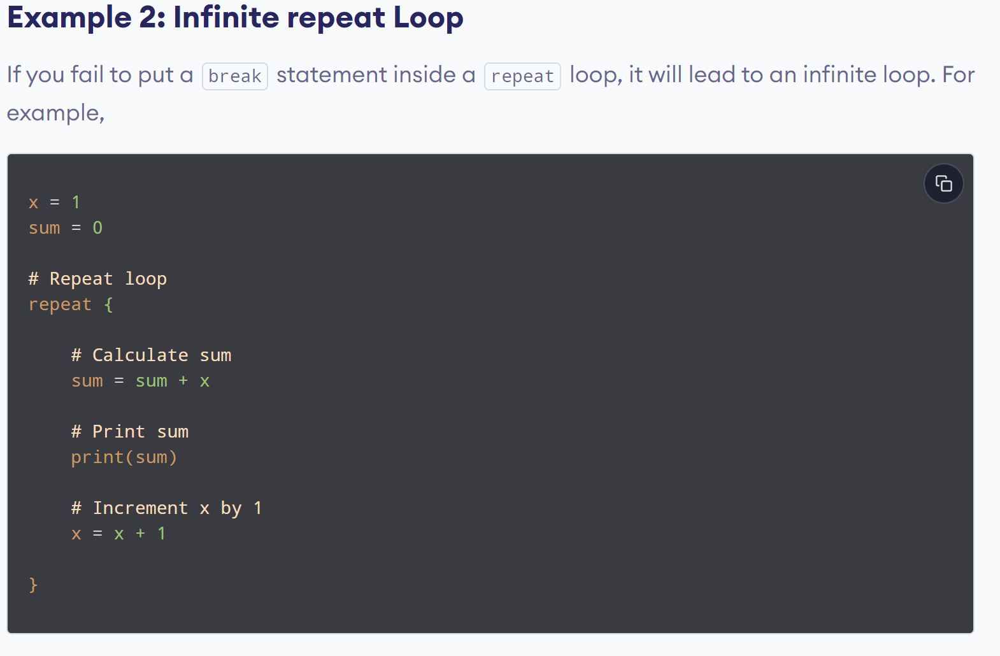 Example 2: Infinite repeat Loop
If you fail to put a break statement inside a repeat loop, it will lead to an infinite loop. For
example,
x = 1
sum = 0
# Repeat loop
repeat {
    # Calculate sum
    sum = sum + x
    # Print sum
    print(sum)
    # Increment x by 1
    x = x + 1
}